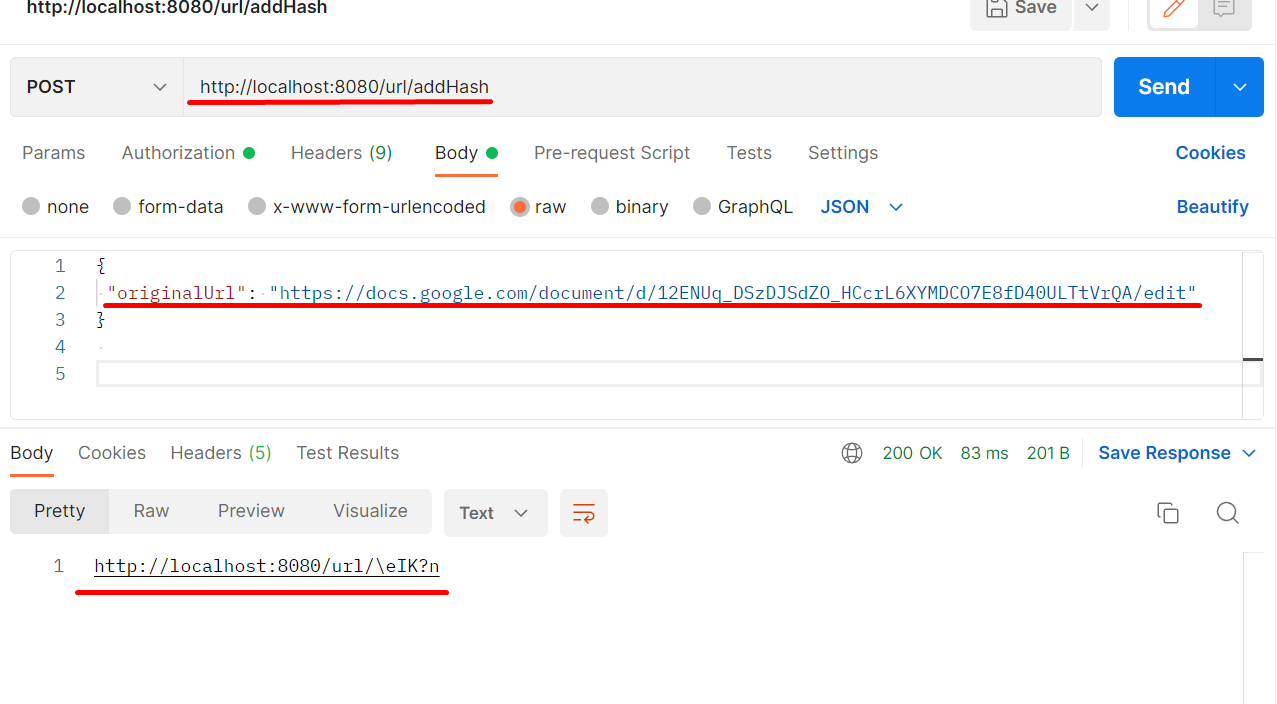 http://localhost:8080/url/addHash
Save
POST
http://localhost:8080/url/addHash
Send
Params Authorization Headers (9) Body Pre-request Script Tests Settings Cookies
none form-data x-www-form-urlencoded raw binary GraphQL JSON Beautify
1 {
2 "originalUrl": "https://docs.google.com/document/d/12ENUq_DSzDJSdZO_HCcrL6XYMDCO7E8fD40ULTtVrQA/edit"
3 }
4
5
Body Cookies Headers (5) Test Results 200 OK 83 ms 201 B Save Response
Pretty Raw Preview Visualize Text
1 http://localhost:8080/url/\eIK?n